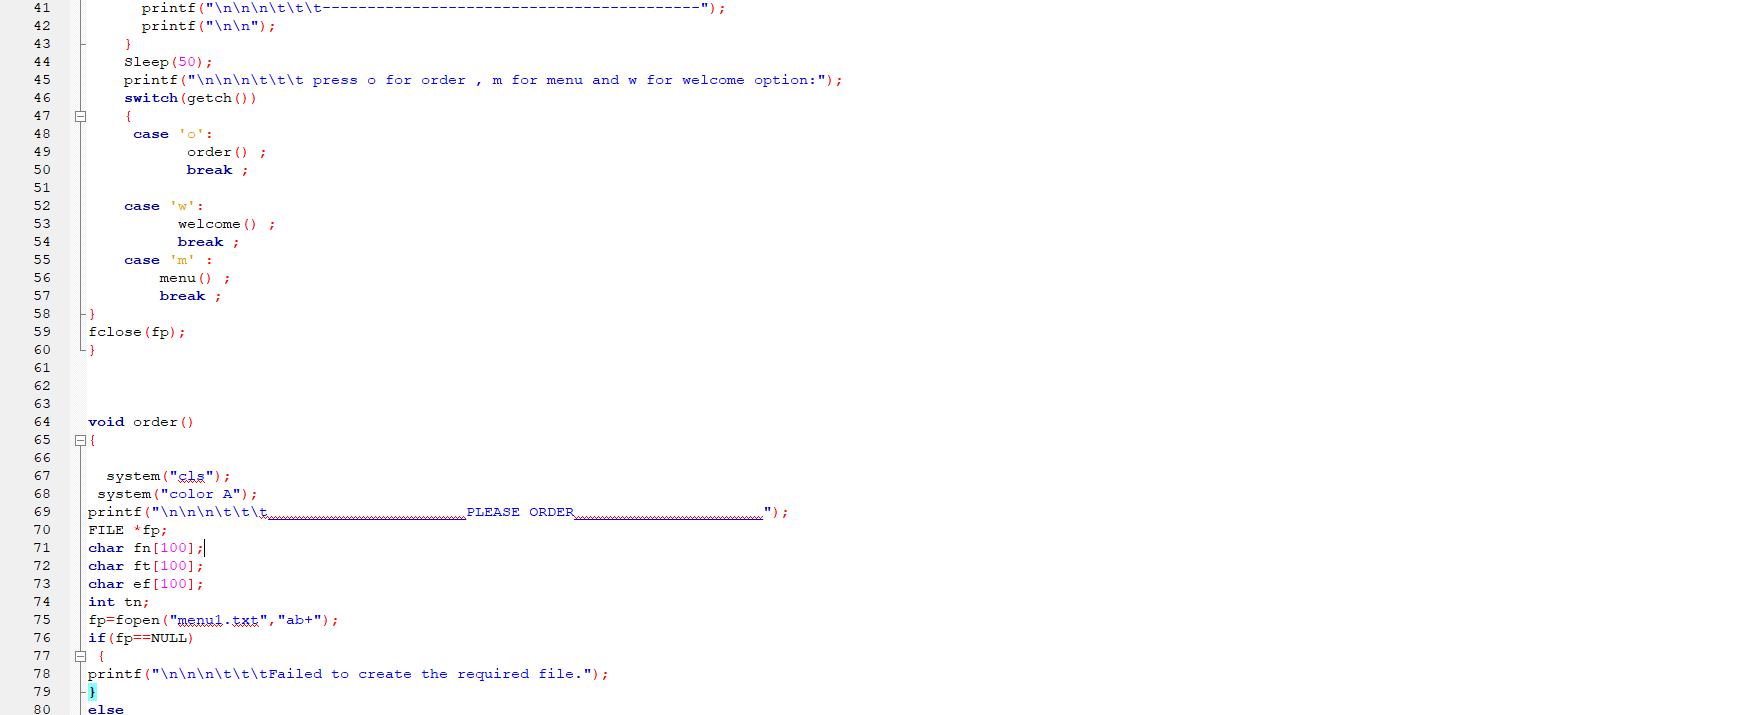 41 printf("\n\n\n\t\t\t------------------------------------------");
42 printf("\n\n");
43 }
44 Sleep(50);
45 printf("\n\n\n\t\t\t press o for order , m for menu and w for welcome option:");
46 switch(getch())
47 {
48 case 'o':
49 order() ;
50 break ;
51
52 case 'w':
53 welcome() ;
54 break ;
55 case 'm' :
56 menu() ;
57 break ;
58 }
59 fclose(fp);
60 }
61
62
63
64 void order()
65 {
66
67 system("cls");
68 system("color A");
69 printf("\n\n\n\t\t\t______________________PLEASE ORDER_____________________");
70 FILE *fp;
71 char fn[100];
72 char ft[100];
73 char ef[100];
74 int tn;
75 fp=fopen("menu1.txt","ab+");
76 if(fp==NULL)
77 {
78 printf("\n\n\n\t\t\tFailed to create the required file.");
79 }
80 else